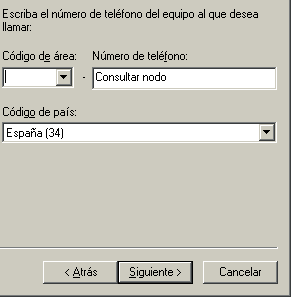 Escriba el número de teléfono del equipo al que desea
llamar:
Código de área: Número de teléfono:
- Consultar nodo
Código de país:
España (34)
< Atrás Siguiente > Cancelar